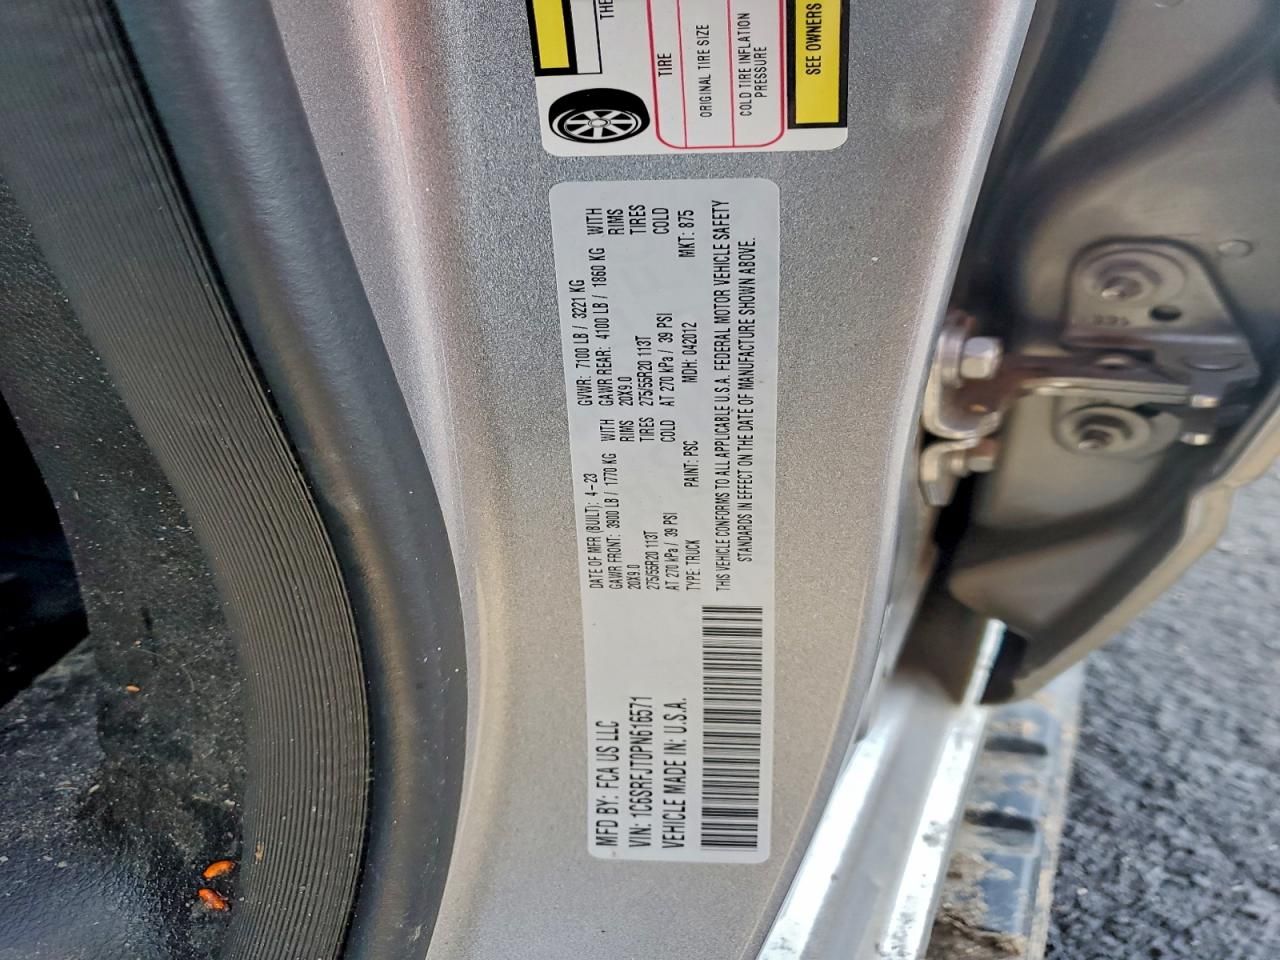 THE
TIRE
ORIGINAL TIRE SIZE
COLD TIRE INFLATION
PRESSURE
SEE OWNERS
MFD BY: FCA US LLC
VIN: 1C6SRFJT0PN616571
VEHICLE MADE IN: U.S.A.
DATE OF MFR (BUILT): 4-23 GVWR: 7100 LB / 3221 KG
GAWR FRONT: 3900 LB / 1770 KG WITH GAWR REAR: 4100 LB / 1860 KG WITH
20X9.0 RIMS 20X9.0 RIMS
275/55R20 113T TIRES 275/55R20 113T TIRES
AT 270 kPa / 39 PSI COLD AT 270 kPa / 39 PSI COLD
TYPE: TRUCK PAINT: PSC MDH: 042012 MKT: 875
THIS VEHICLE CONFORMS TO ALL APPLICABLE U.S.A. FEDERAL MOTOR VEHICLE SAFETY
STANDARDS IN EFFECT ON THE DATE OF MANUFACTURE SHOWN ABOVE.